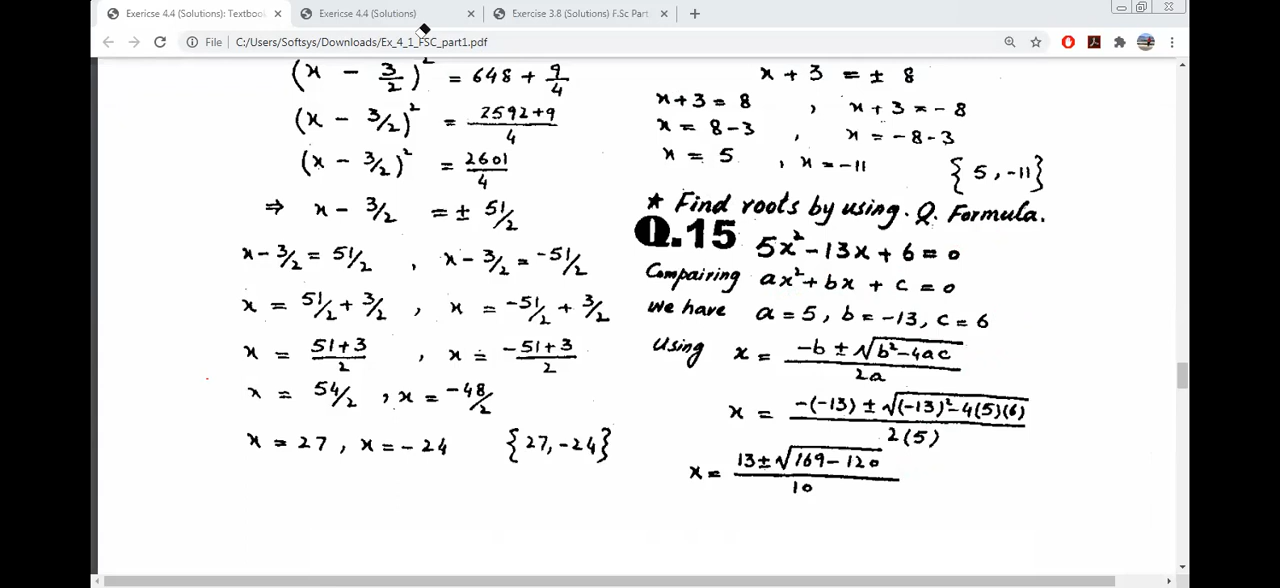 Exericse 4.4 (Solutions): Textboo
Exericse 4.4 (Solutions)
Exercise 3.8 (Solutions) F.Sc Part
File | C:/Users/Softsys/Downloads/Ex_4_1_FSC_part1.pdf
(x - 3/2)² = 648 + 9/4
(x - 3/2)² = 2592+9/4
(x - 3/2)² = 2601/4
⇒ x - 3/2 = ± 51/2
x - 3/2 = 51/2 , x - 3/2 = -51/2
x = 51/2 + 3/2 , x = -51/2 + 3/2
x = 51+3/2 , x = -51+3/2
x = 54/2 , x = -48/2
x = 27 , x = -24 {27, -24}
x + 3 = ± 8
x+3 = 8 , x + 3 = - 8
x = 8-3 , x = -8-3
x = 5 , x = -11 {5, -11}
* Find roots by using. Q. Formula.
Q.15 5x²-13x + 6 = 0
Compairing ax²+bx + c = 0
We have a = 5, b = -13, c = 6
Using x = -b ± √b²-4ac/2a
x = -(-13) ± √(-13)²-4(5)(6)/2(5)
x = 13 ± √169-120/10